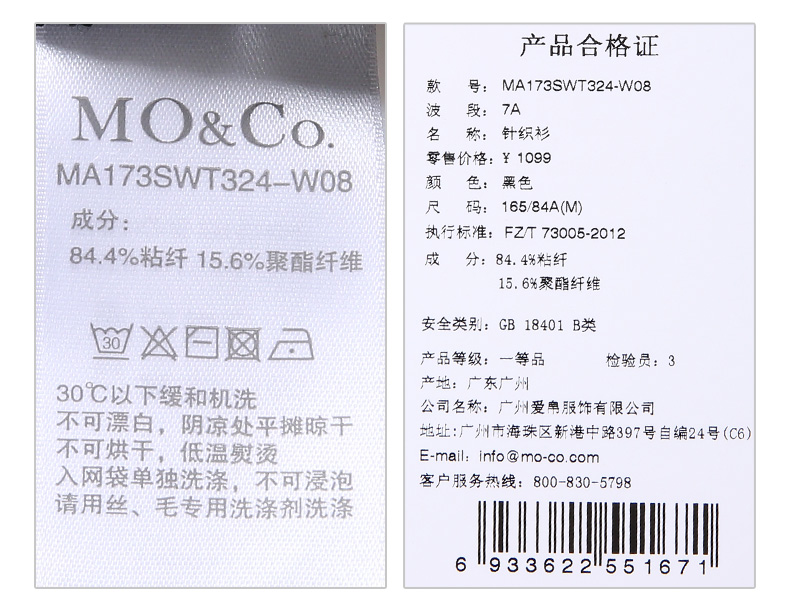 MO&Co.
MA173SWT324-W08
成分:
84.4%粘纤 15.6%聚酯纤维
30
30℃以下缓和机洗
不可漂白，阴凉处平摊晾干
不可烘干，低温熨烫
入网袋单独洗涤，不可浸泡
请用丝、毛专用洗涤剂洗涤
产品合格证
款 号: MA173SWT324-W08
波 段: 7A
名 称: 针织衫
零售价格: ¥ 1099
颜 色: 黑色
尺 码: 165/84A(M)
执行标准: FZ/T 73005-2012
成 分: 84.4%粘纤
15.6%聚酯纤维
安全类别: GB 18401 B类
产品等级: 一等品 检验员: 3
产地: 广东广州
公司名称: 广州爱帛服饰有限公司
地址:广州市海珠区新港中路397号自编24号(C6)
E-mail: info@mo-co.com
客户服务热线: 800-830-5798
6 933622 551671